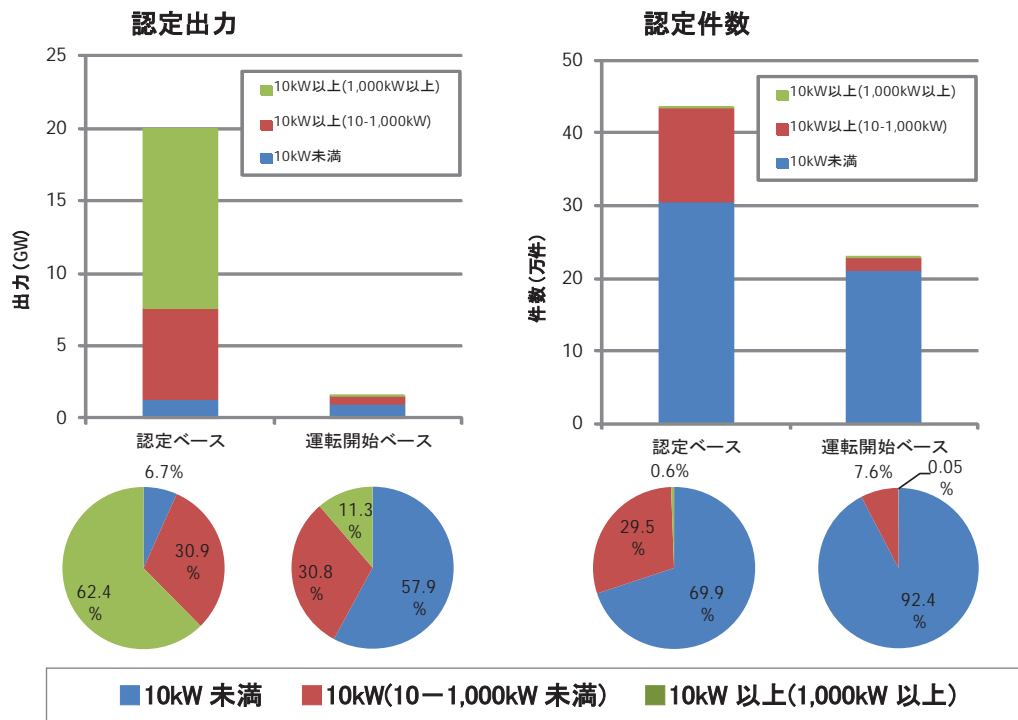 認定出力
25
20
15
10
5
0
出力(GW)
10kW以上(1,000kW以上)
10kW以上(10-1,000kW)
10kW未満
認定ベース
運転開始ベース
6.7%
30.9
%
62.4
%
11.3
%
30.8
%
57.9
%
認定件数
50
40
30
20
10
0
件数(万件)
10kW以上(1,000kW以上)
10kW以上(10-1,000kW)
10kW未満
認定ベース
運転開始ベース
0.6%
29.5
%
69.9
%
7.6%
0.05
%
92.4
%
10kW 未満
10kW(10－1,000kW 未満)
10kW 以上(1,000kW 以上)